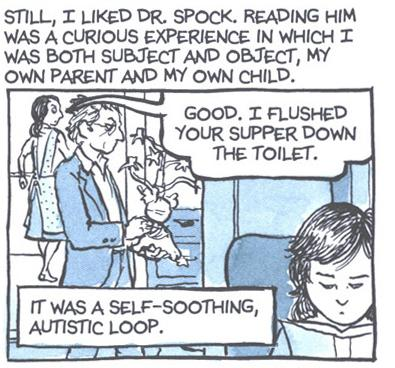 STILL, I LIKED DR. SPOCK. READING HIM
WAS A CURIOUS EXPERIENCE IN WHICH I
WAS BOTH SUBJECT AND OBJECT, MY
OWN PARENT AND MY OWN CHILD.
GOOD. I FLUSHED
YOUR SUPPER DOWN
THE TOILET.
IT WAS A SELF-SOOTHING,
AUTISTIC LOOP.